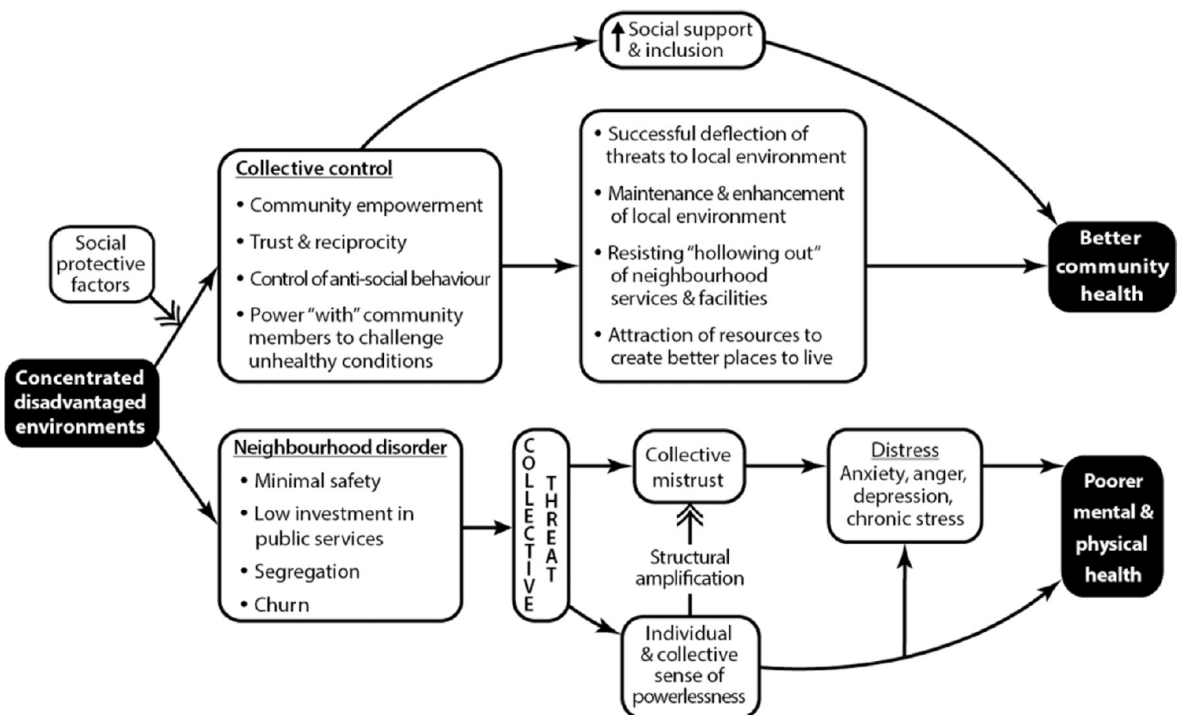 Social support
& inclusion
Collective control
• Community empowerment
• Trust & reciprocity
• Control of anti-social behaviour
• Power “with” community
members to challenge
unhealthy conditions
• Successful deflection of
threats to local environment
• Maintenance & enhancement
of local environment
• Resisting “hollowing out”
of neighbourhood
services & facilities
• Attraction of resources to
create better places to live
Better
community
health
Social
protective
factors
Concentrated
disadvantaged
environments
Neighbourhood disorder
• Minimal safety
• Low investment in
public services
• Segregation
• Churn
COLLECTIVE
THREAT
Collective
mistrust
Structural
amplification
Individual
& collective
sense of
powerlessness
Distress
Anxiety, anger,
depression,
chronic stress
Poorer
mental &
physical
health